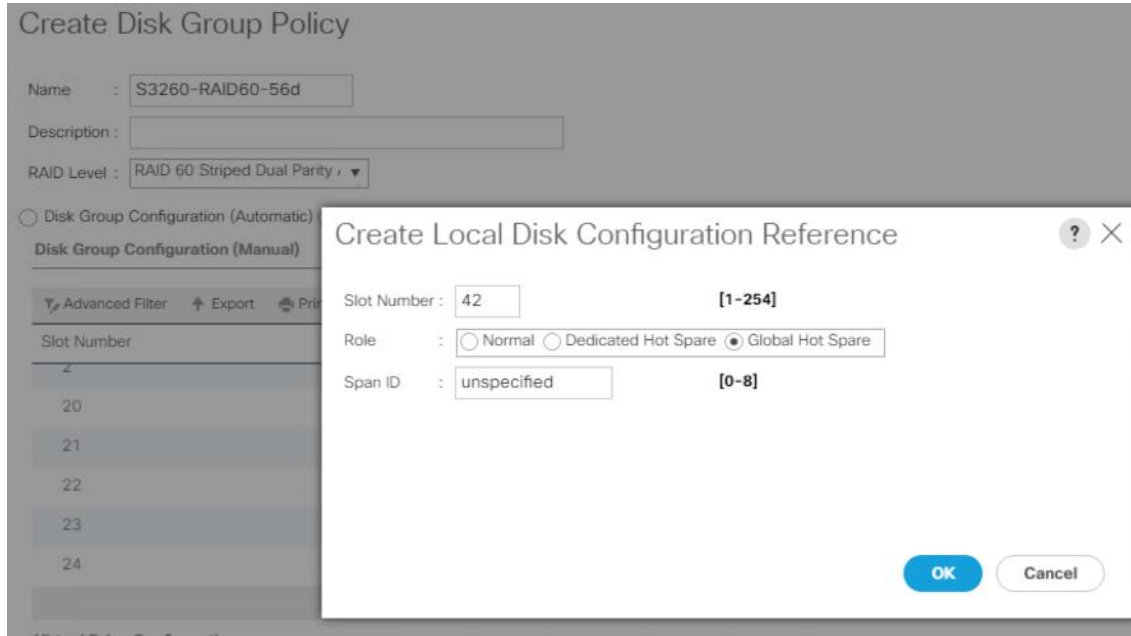 Create Disk Group Policy
Name : S3260-RAID60-56d
Description :
RAID Level : RAID 60 Striped Dual Parity ▼
Disk Group Configuration (Automatic)
Disk Group Configuration (Manual)
Advanced Filter Export
Slot Number
2
20
21
22
23
24
Create Local Disk Configuration Reference ? ×
Slot Number : 42 [1-254]
Role : Normal Dedicated Hot Spare Global Hot Spare
Span ID : unspecified [0-8]
OK Cancel